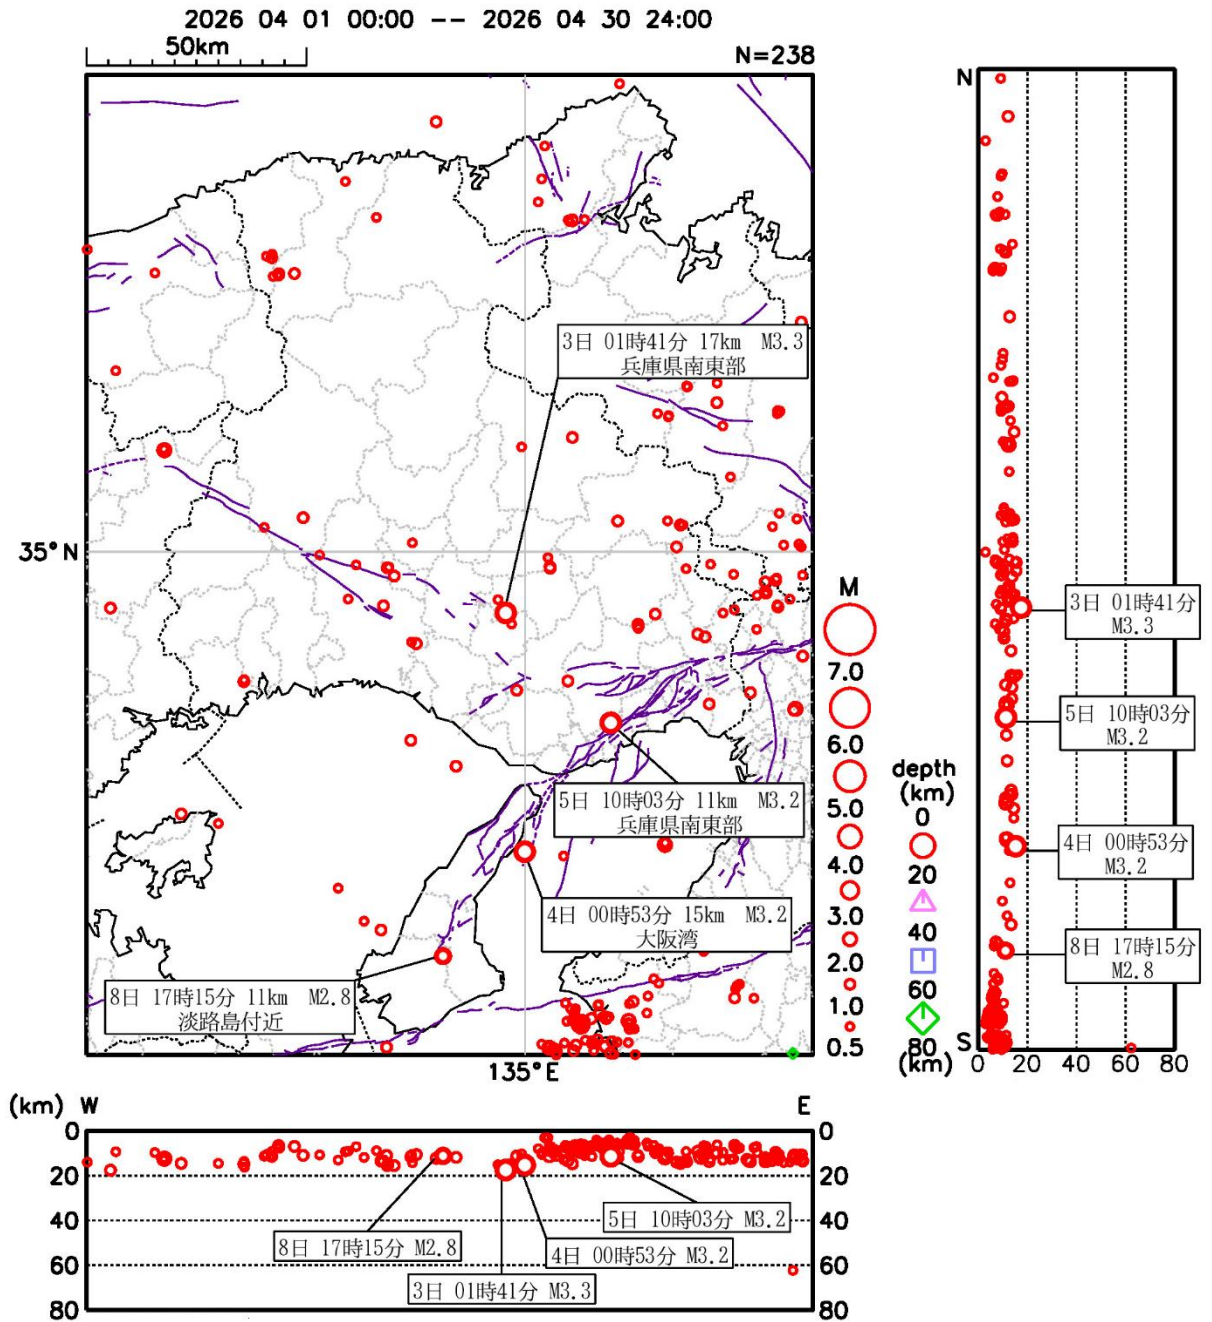 2026 04 01 00:00 -- 2026 04 30 24:00
50km
N=238
3日 01時41分 17km M3.3
兵庫県南東部
35°N
5日 10時03分 11km M3.2
兵庫県南東部
4日 00時53分 15km M3.2
大阪湾
8日 17時15分 11km M2.8
淡路島付近
135°E
M
7.0
6.0
5.0
4.0
3.0
2.0
1.0
0.5
depth
(km)
0
20
40
60
80
(km)
N
3日 01時41分
M3.3
5日 10時03分
M3.2
4日 00時53分
M3.2
8日 17時15分
M2.8
S
0 20 40 60 80
(km) W E
0 0
20 20
40 40
60 60
80 80
5日 10時03分 M3.2
8日 17時15分 M2.8
4日 00時53分 M3.2
3日 01時41分 M3.3